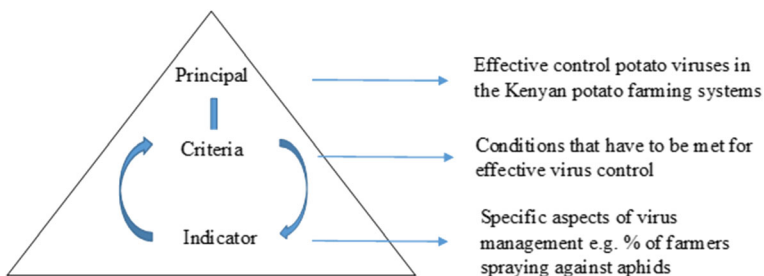 Principal
Effective control potato viruses in
the Kenyan potato farming systems
Criteria
Conditions that have to be met for
effective virus control
Indicator
Specific aspects of virus
management e.g. % of farmers
spraying against aphids